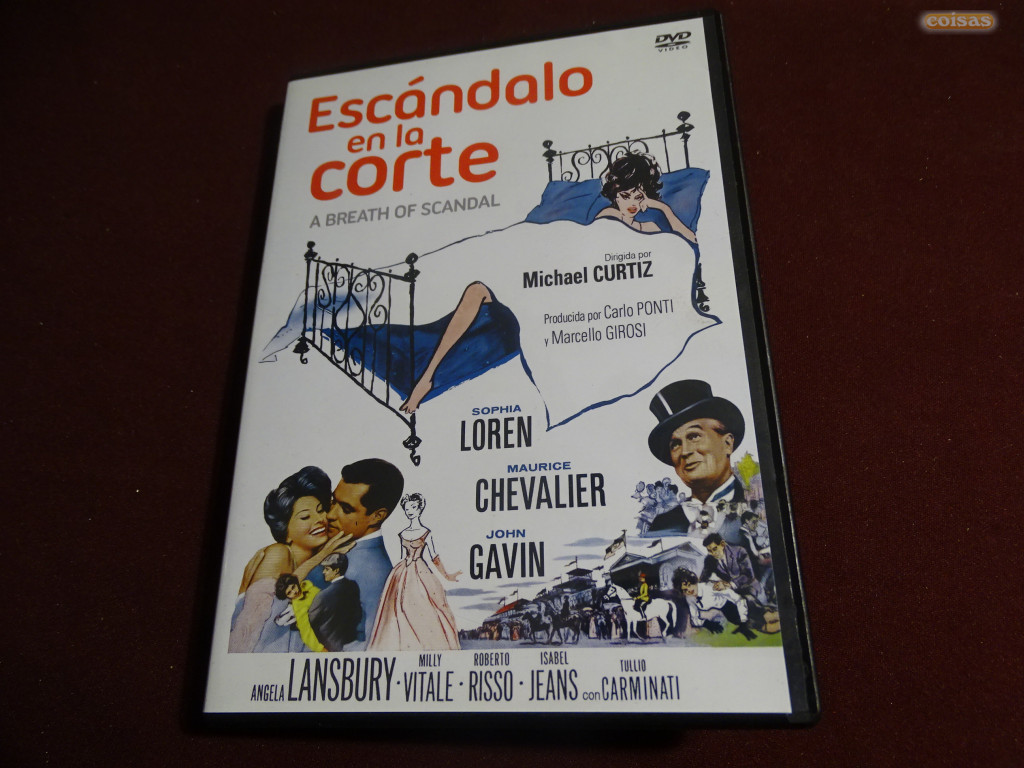 coisas
DVD
VIDEO
Escándalo
en la
corte
A BREATH OF SCANDAL
Dirigida por
Michael CURTIZ
Producida por Carlo PONTI
y Marcello GIROSI
SOPHIA
LOREN
MAURICE
CHEVALIER
JOHN
GAVIN
ANGELA LANSBURY · MILLY VITALE · ROBERTO RISSO · ISABEL JEANS con TULLIO CARMINATI